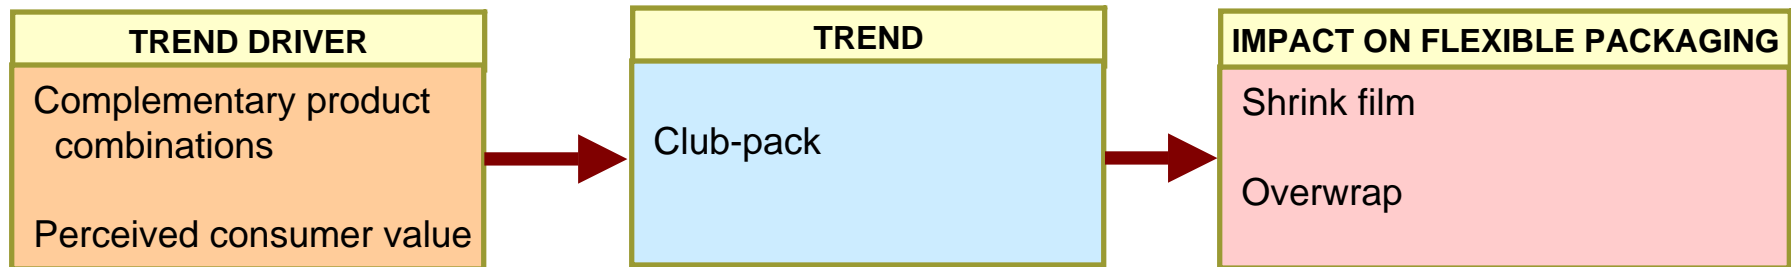 TREND DRIVER
Complementary product
combinations
Perceived consumer value
TREND
Club-pack
IMPACT ON FLEXIBLE PACKAGING
Shrink film
Overwrap